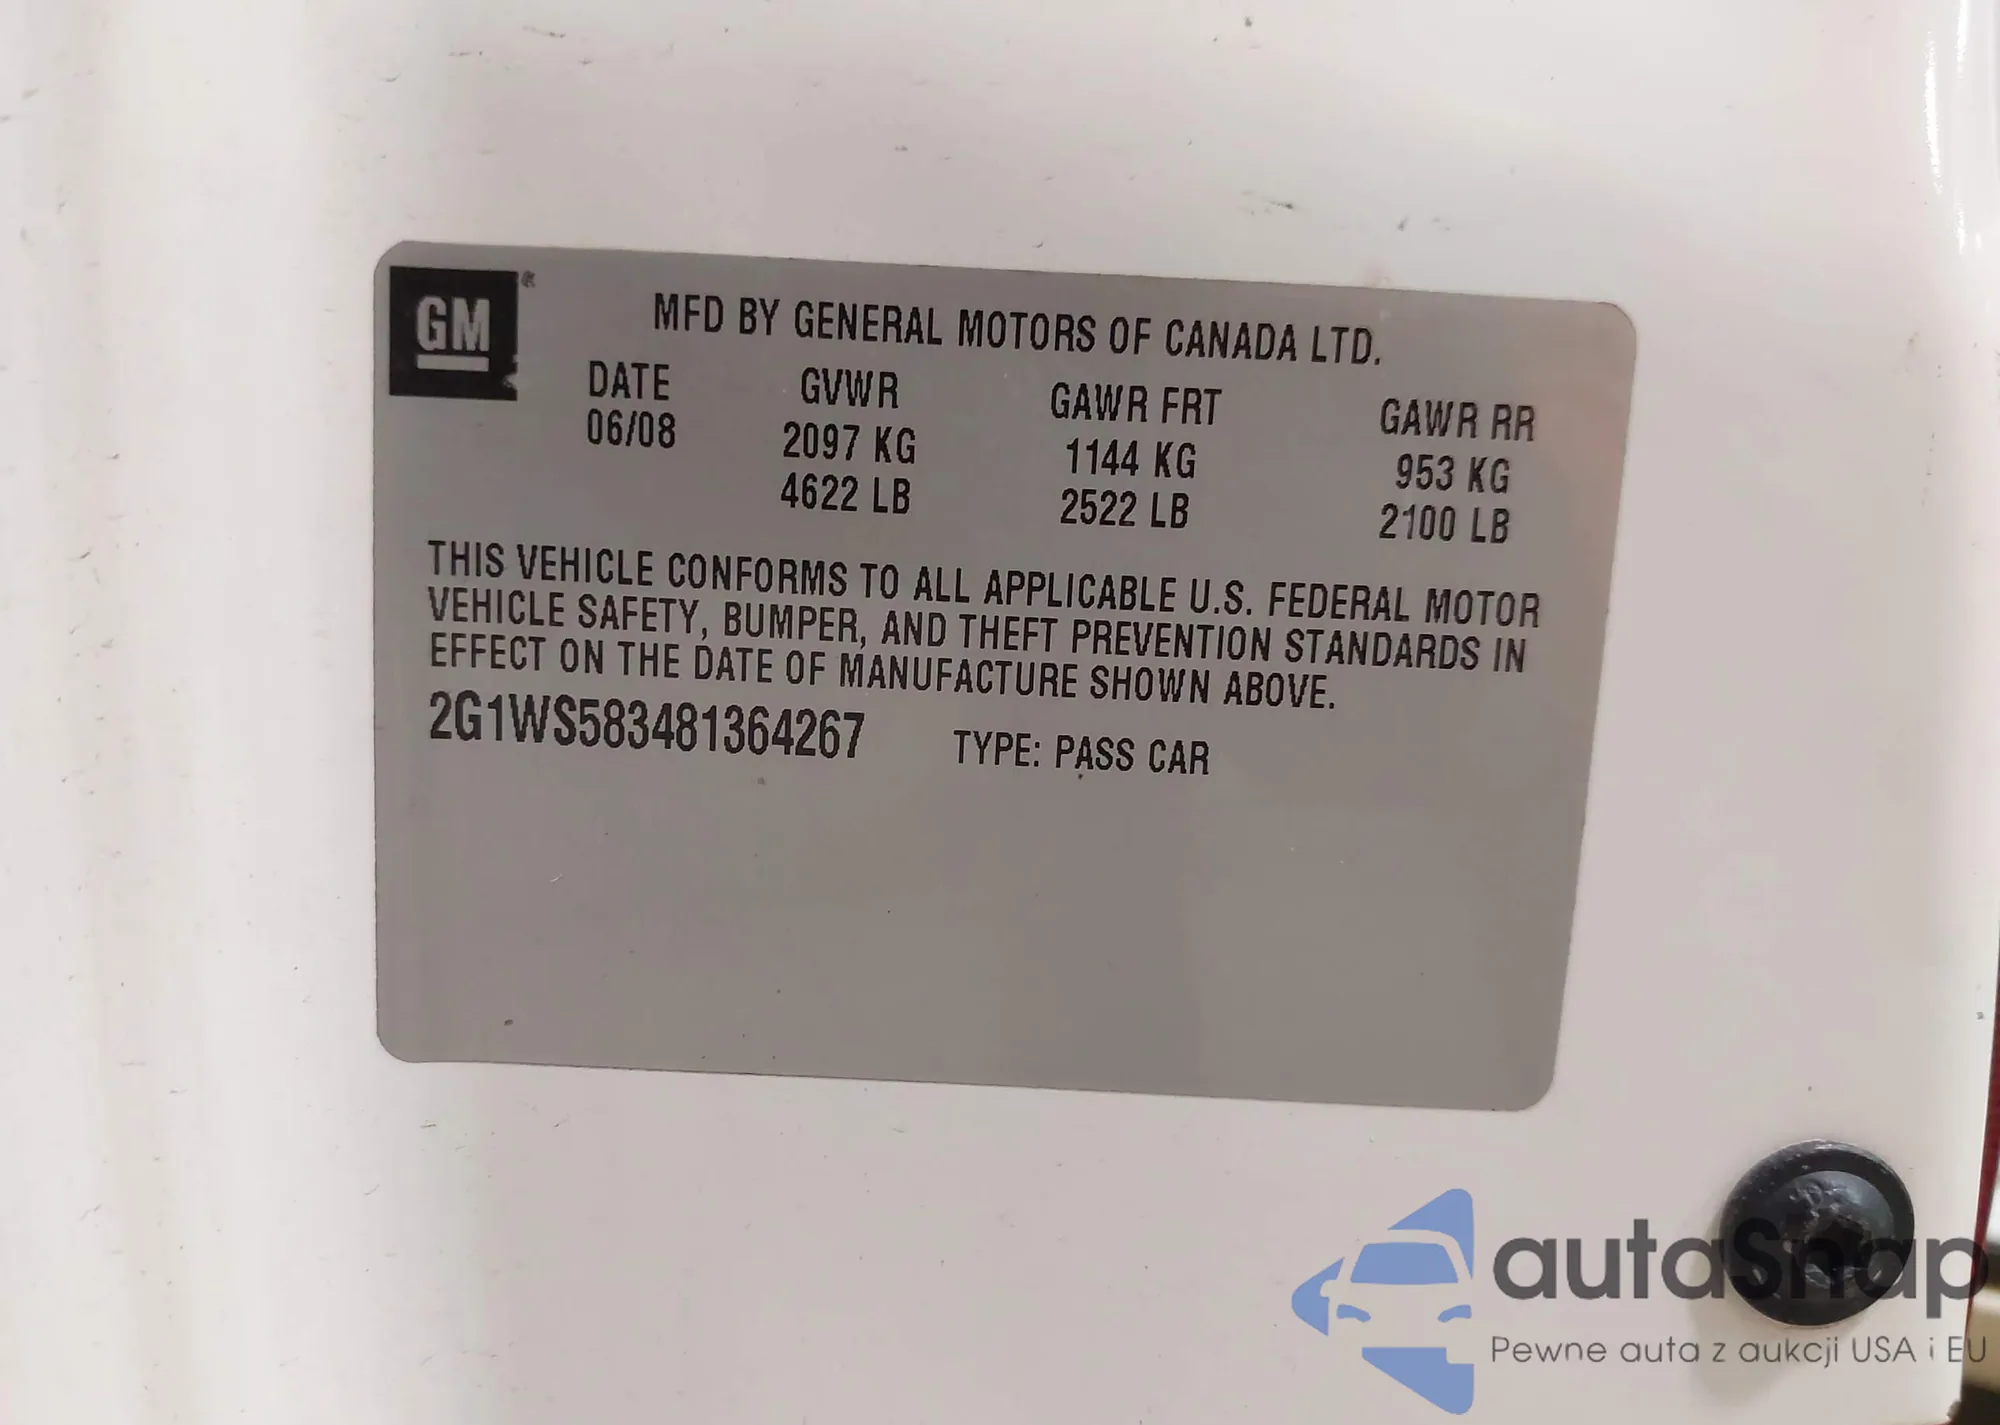 GM ®
MFD BY GENERAL MOTORS OF CANADA LTD.
DATE GVWR GAWR FRT GAWR RR
06/08 2097 KG 1144 KG 953 KG
4622 LB 2522 LB 2100 LB
THIS VEHICLE CONFORMS TO ALL APPLICABLE U.S. FEDERAL MOTOR
VEHICLE SAFETY, BUMPER, AND THEFT PREVENTION STANDARDS IN
EFFECT ON THE DATE OF MANUFACTURE SHOWN ABOVE.
2G1WS583481364267 TYPE: PASS CAR
autoSnap
Pewne auta z aukcji USA i EU